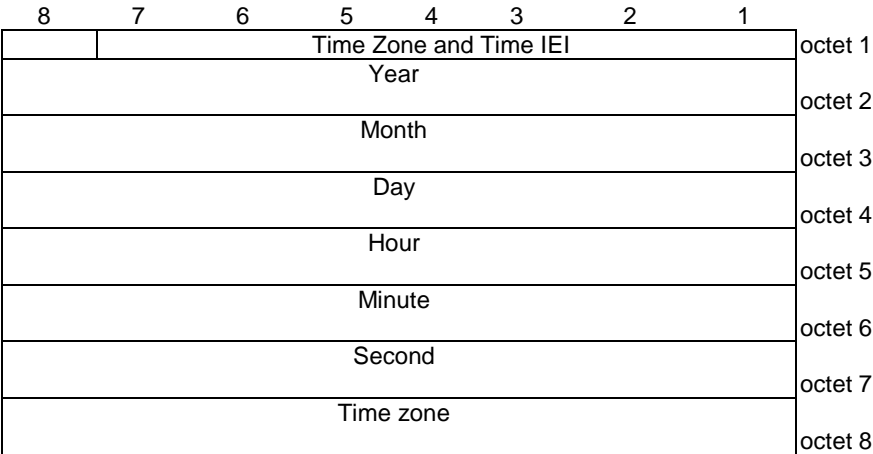 8 7 6 5 4 3 2 1
Time Zone and Time IEI octet 1
Year
octet 2
Month
octet 3
Day
octet 4
Hour
octet 5
Minute
octet 6
Second
octet 7
Time zone
octet 8